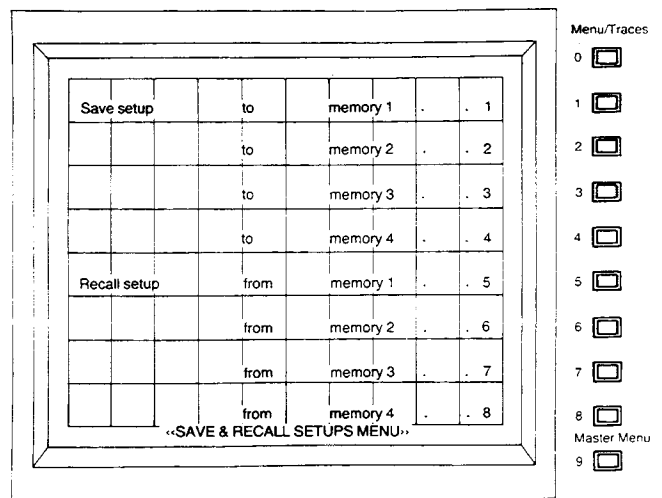 Menu/Traces
0
Save setup to memory 1 . . 1
1
to memory 2 . . 2
2
to memory 3 . . 3
3
to memory 4 . . 4
4
Recall setup from memory 1 . . 5
5
from memory 2 . . 6
6
from memory 3 . . 7
7
from memory 4 . . 8
8
‹‹SAVE & RECALL SETUPS MENU››
Master Menu
9